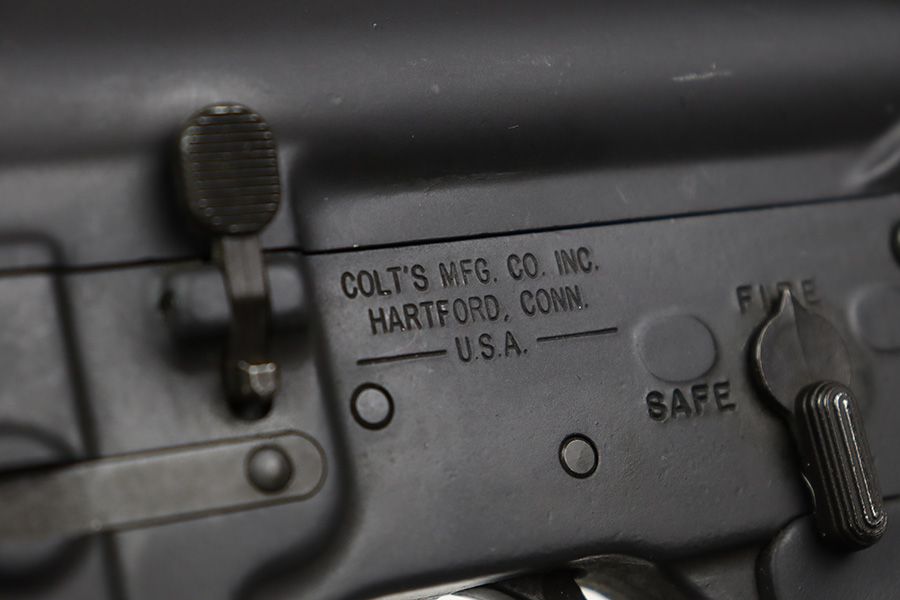 COLT'S MFG. CO. INC.
HARTFORD, CONN.
U.S.A.
FIRE
SAFE